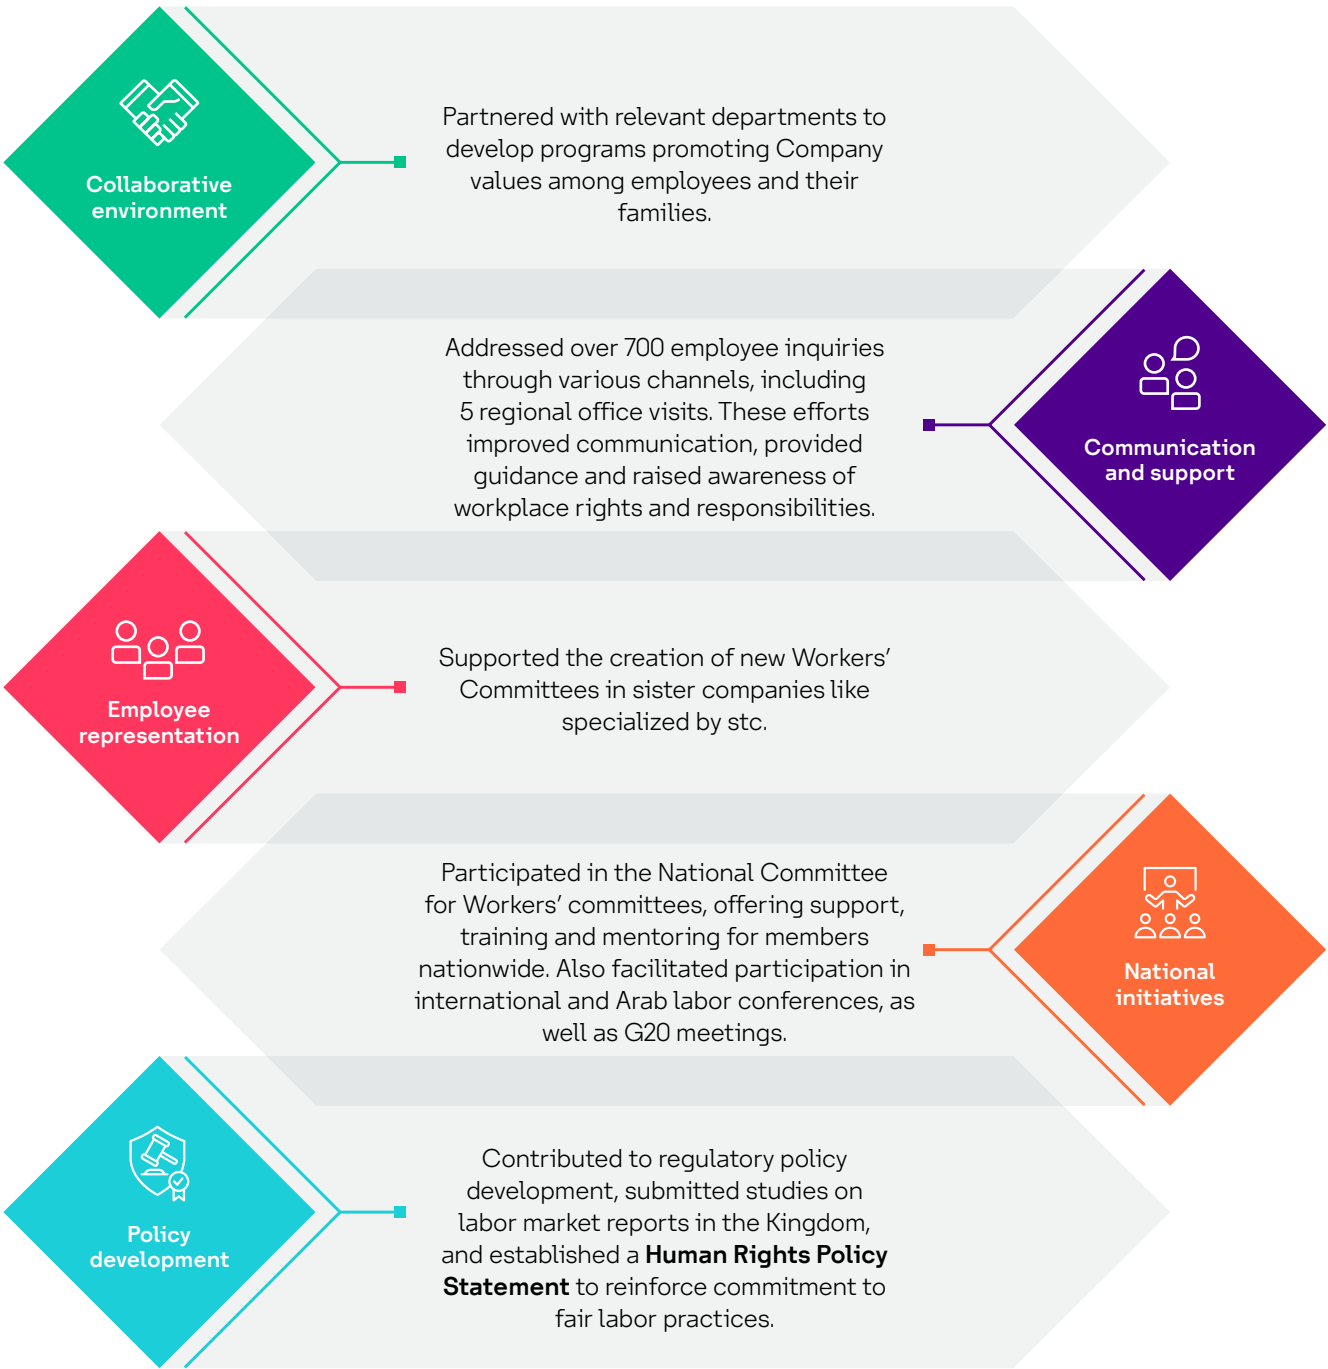 Collaborative
environment
Partnered with relevant departments to
develop programs promoting Company
values among employees and their
families.
Addressed over 700 employee inquiries
through various channels, including
5 regional office visits. These efforts
improved communication, provided
guidance and raised awareness of
workplace rights and responsibilities.
Communication
and support
Employee
representation
Supported the creation of new Workers’
Committees in sister companies like
specialized by stc.
Participated in the National Committee
for Workers’ committees, offering support,
training and mentoring for members
nationwide. Also facilitated participation in
international and Arab labor conferences, as
well as G20 meetings.
National
initiatives
Policy
development
Contributed to regulatory policy
development, submitted studies on
labor market reports in the Kingdom,
and established a Human Rights Policy
Statement to reinforce commitment to
fair labor practices.